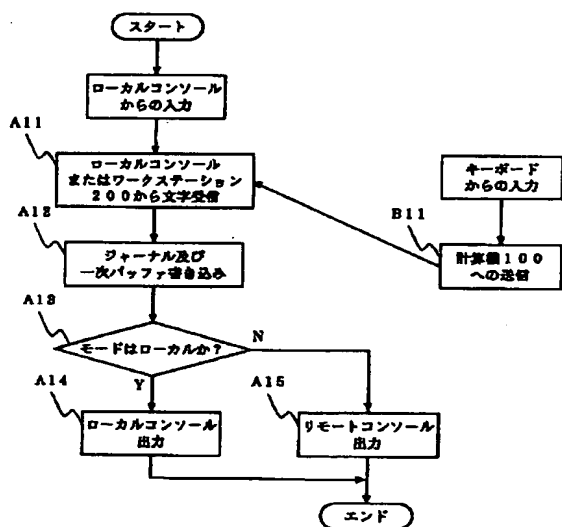 スタート
ローカルコンソール
からの入力
A11
ローカルコンソール
またはワークステーション
200から文字受信
キーボード
からの入力
A12
B11
ジャーナル及び
一次バッファ書き込み
計算機100
への送信
A13
モードはローカルか?
N
Y
A14
ローカルコンソール
出力
A15
リモートコンソール
出力
エンド